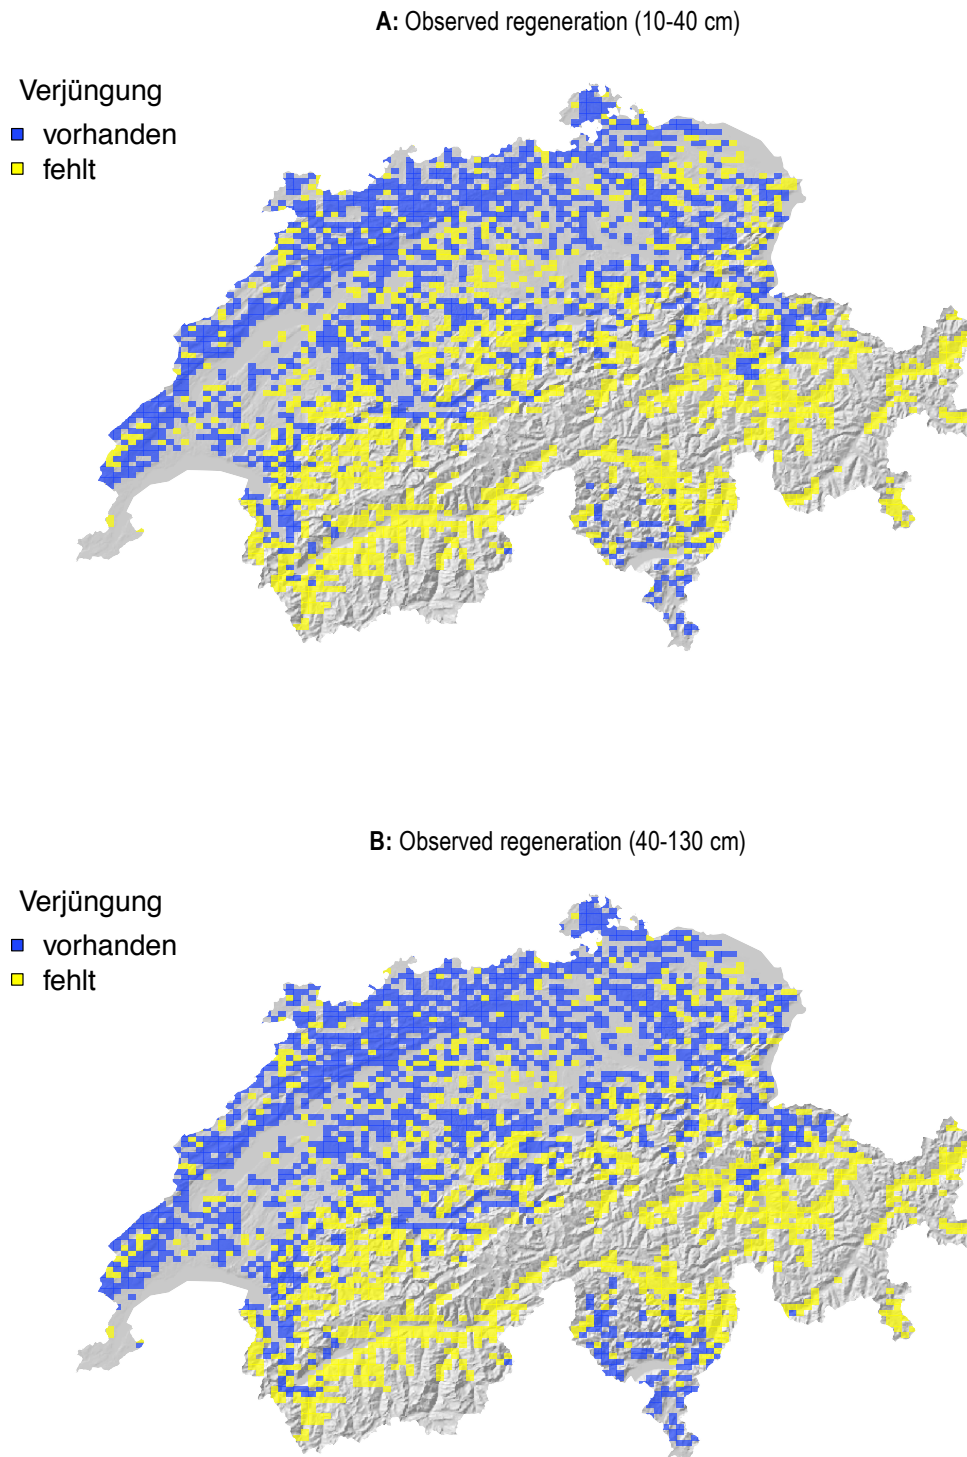 A: Observed regeneration (10-40 cm)
Verjüngung
vorhanden
fehlt
B: Observed regeneration (40-130 cm)
Verjüngung
vorhanden
fehlt